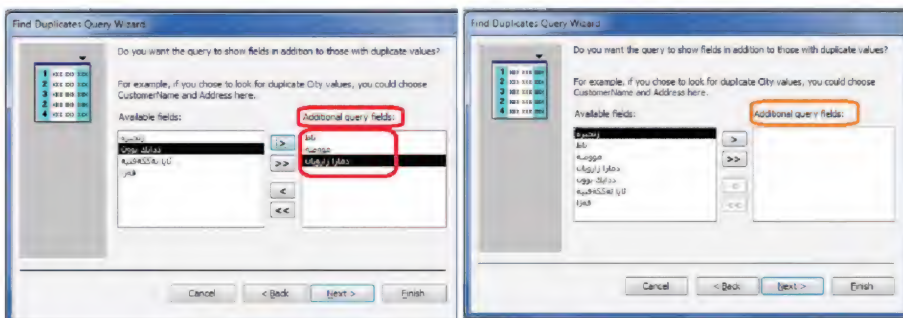 Find Duplicates Query Wizard
Do you want the query to show fields in addition to those with duplicate values?
For example, if you chose to look for duplicate City values, you could choose
CustomerName and Address here.
Available fields:
Additional query fields:
زنجیره
ناڤ
>
>>
<
<<
Cancel
< Back
Next >
Finish
Find Duplicates Query Wizard
Do you want the query to show fields in addition to those with duplicate values?
For example, if you chose to look for duplicate City values, you could choose
CustomerName and Address here.
Available fields:
Additional query fields:
زنجیره
ناڤ
>
>>
<
<<
Cancel
< Back
Next >
Finish